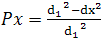 Px = (d₁² - dx²) / d₁²